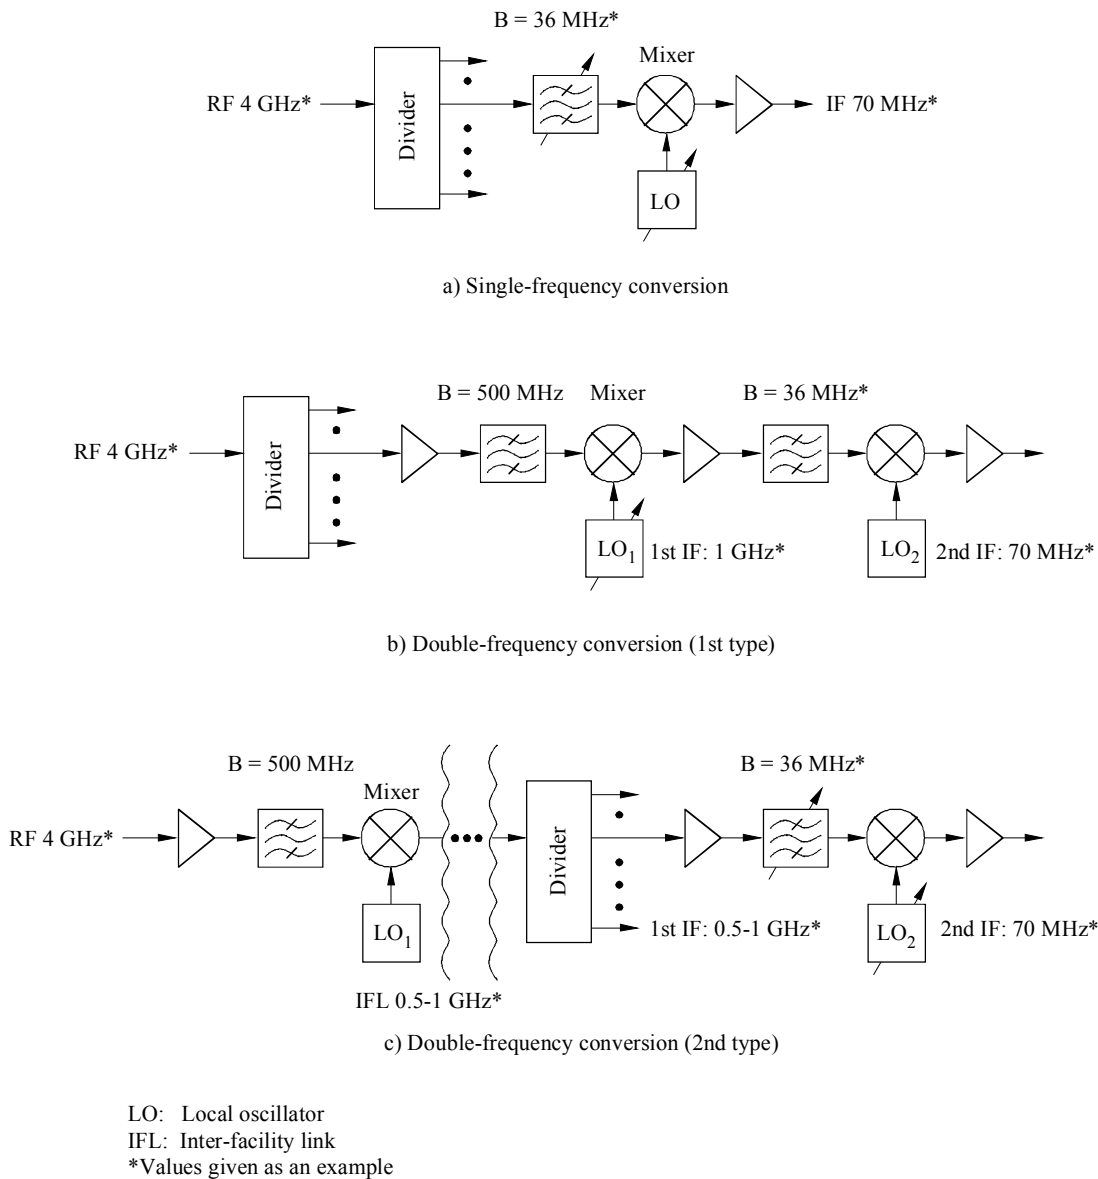 B = 36 MHz*
Mixer
RF 4 GHz*
Divider
IF 70 MHz*
LO
a) Single-frequency conversion
B = 500 MHz
Mixer
B = 36 MHz*
RF 4 GHz*
Divider
LO1
1st IF: 1 GHz*
LO2
2nd IF: 70 MHz*
b) Double-frequency conversion (1st type)
B = 500 MHz
Mixer
B = 36 MHz*
RF 4 GHz*
Divider
LO1
1st IF: 0.5-1 GHz*
LO2
2nd IF: 70 MHz*
IFL 0.5-1 GHz*
c) Double-frequency conversion (2nd type)
LO: Local oscillator
IFL: Inter-facility link
*Values given as an example